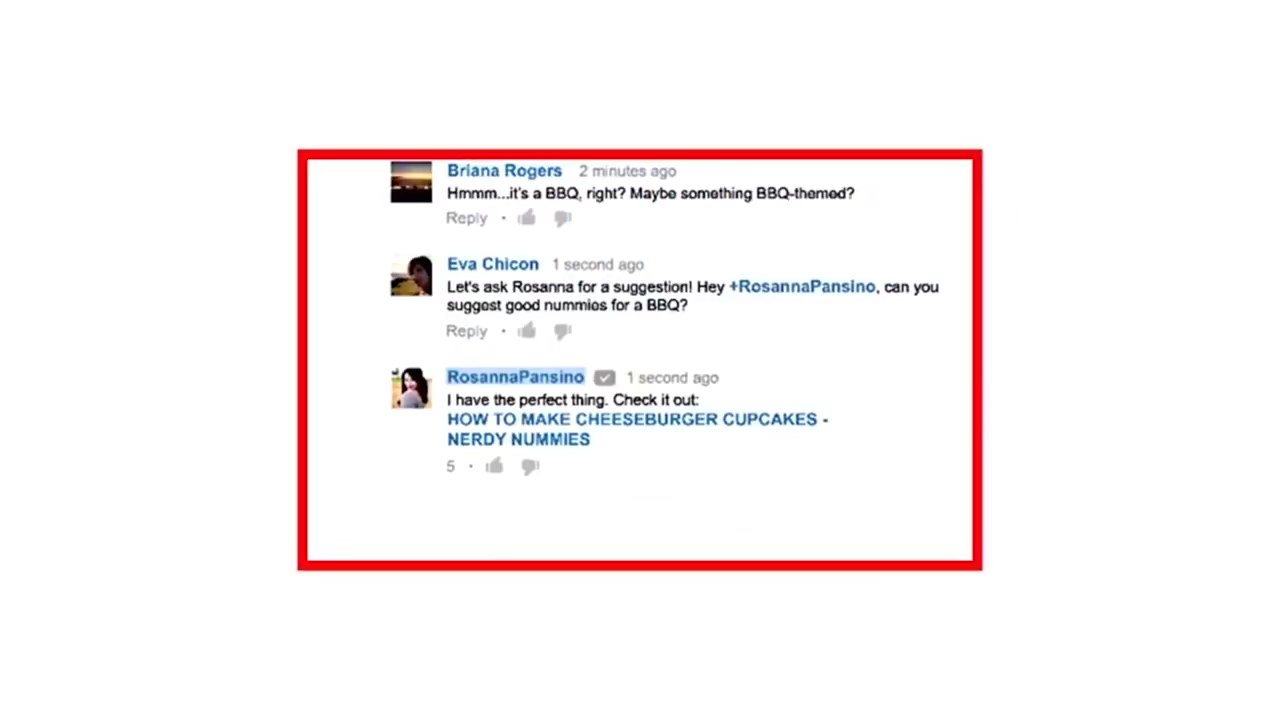 Briana Rogers 2 minutes ago
Hmmm...it's a BBQ, right? Maybe something BBQ-themed?
Reply •
Eva Chicon 1 second ago
Let's ask Rosanna for a suggestion! Hey +RosannaPansino, can you
suggest good nummies for a BBQ?
Reply •
RosannaPansino 1 second ago
I have the perfect thing. Check it out:
HOW TO MAKE CHEESEBURGER CUPCAKES -
NERDY NUMMIES
5 •